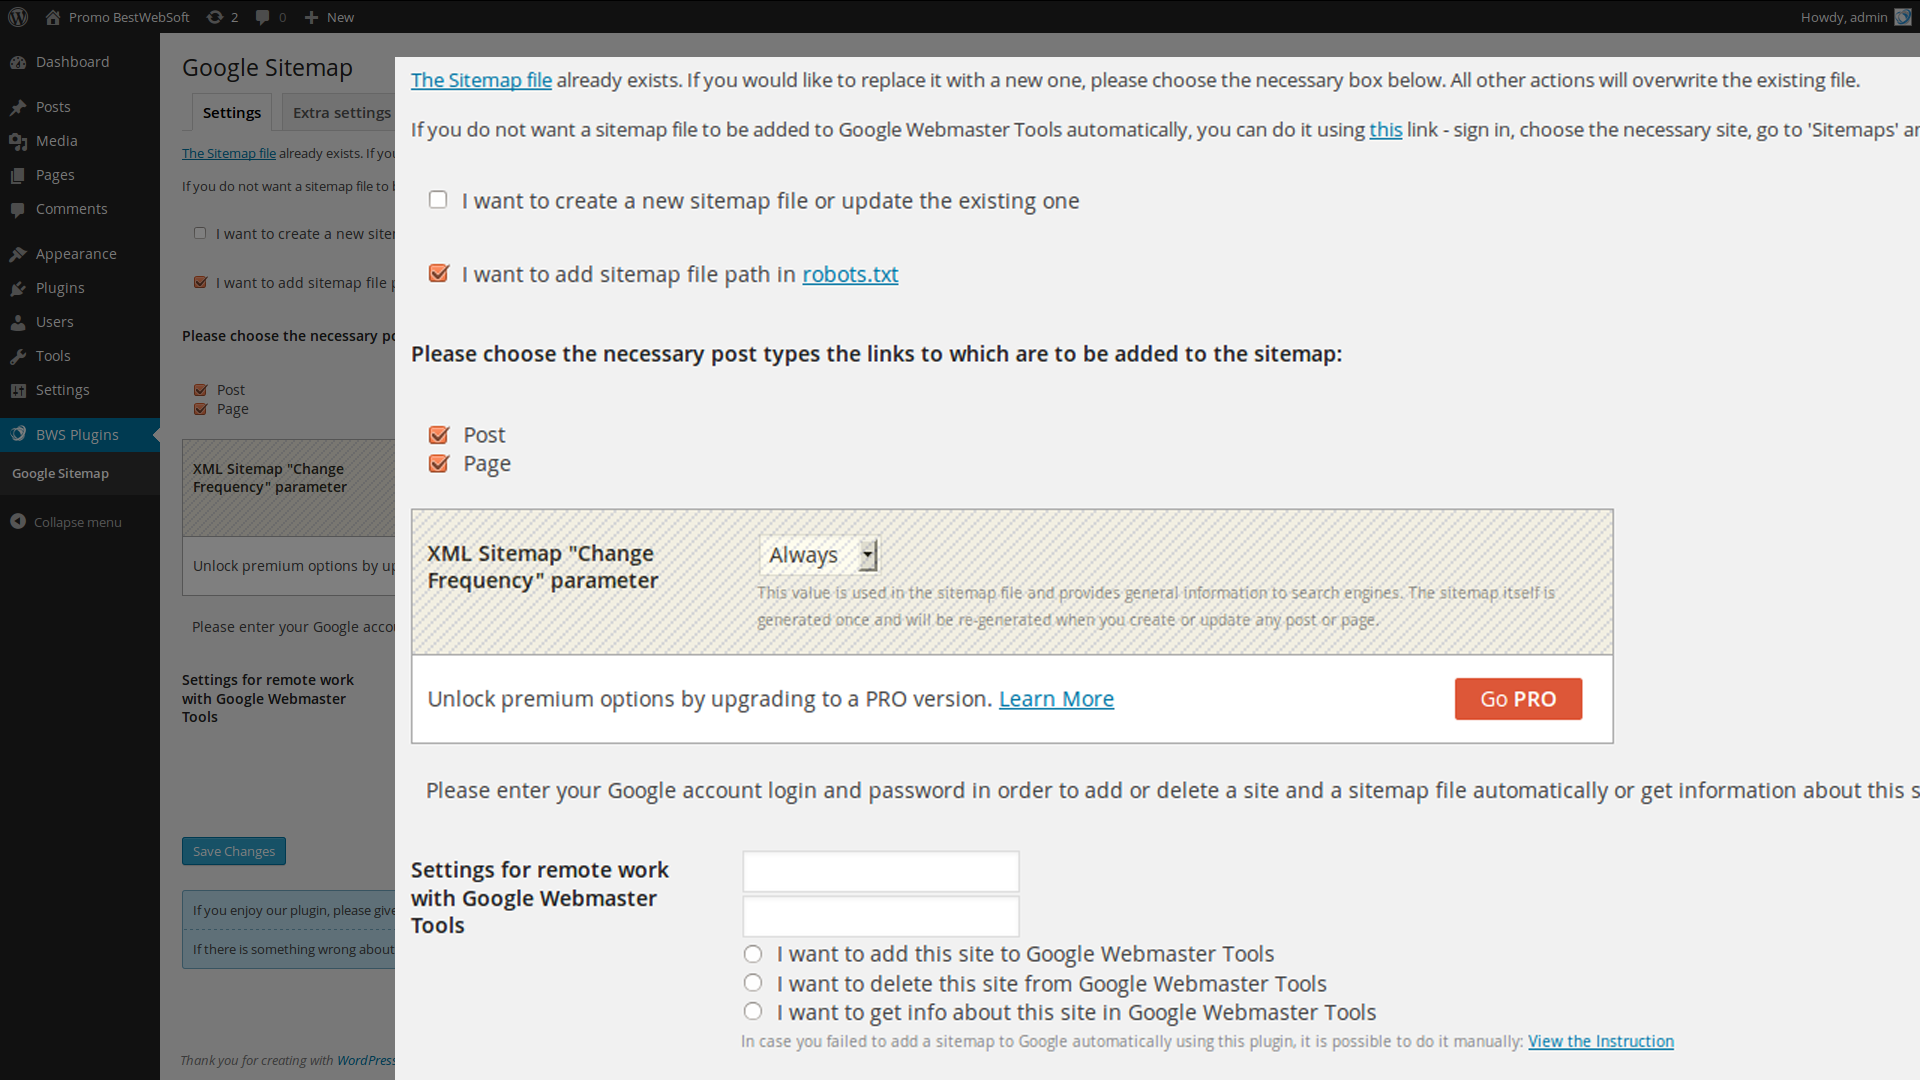 Promo BestWebSoft 2 0 New Howdy, admin
Dashboard
Posts
Media
Pages
Comments
Appearance
Plugins
Users
Tools
Settings
BWS Plugins
Google Sitemap
Collapse menu
Google Sitemap
Settings Extra settings
The Sitemap file already exists. If you
If you do not want a sitemap file to
I want to create a new
I want to add sitemap file
Please choose the necessary
Post
Page
XML Sitemap "Change
Frequency" parameter
Unlock premium options by
Please enter your Google
Settings for remote work
with Google Webmaster
Tools
Save Changes
If you enjoy our plugin, please give
If there is something wrong about
Thank you for creating with WordPress
The Sitemap file already exists. If you would like to replace it with a new one, please choose the necessary box below. All other actions will overwrite the existing file.
If you do not want a sitemap file to be added to Google Webmaster Tools automatically, you can do it using this link - sign in, choose the necessary site, go to 'Sitemaps'
I want to create a new sitemap file or update the existing one
I want to add sitemap file path in robots.txt
Please choose the necessary post types the links to which are to be added to the sitemap:
Post
Page
XML Sitemap "Change
Frequency" parameter
Always
This value is used in the sitemap file and provides general information to search engines. The sitemap itself is
generated once and will be re-generated when you create or update any post or page.
Unlock premium options by upgrading to a PRO version. Learn More Go PRO
Please enter your Google account login and password in order to add or delete a site and a sitemap file automatically or get information about this
Settings for remote work
with Google Webmaster
Tools
I want to add this site to Google Webmaster Tools
I want to delete this site from Google Webmaster Tools
I want to get info about this site in Google Webmaster Tools
In case you failed to add a sitemap to Google automatically using this plugin, it is possible to do it manually: View the Instruction